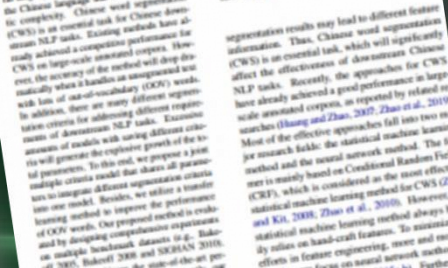 tic complexity. Chinese word segmentation
(CWS) is an essential task for Chinese down-
stream NLP tasks. Existing methods have al-
ready achieved a competitive performance for
CWS on large-scale annotated corpora. How-
ever, the accuracy of the method will drop dra-
matically when it handles an unsegmented text
with lots of out-of-vocabulary (OOV) words.
In addition, there are many different segmen-
tation criteria for addressing different require-
ments of downstream NLP tasks. Excessive
amounts of models with saving different crite-
ria will generate the explosive growth of the to-
tal parameters. To this end, we propose a joint
multiple criteria model that shares all parame-
ters to integrate different segmentation criteria
into one model. Besides, we utilize a transfer
learning method to improve the performance
of OOV words. Our proposed method is evalu-
ated by designing comprehensive experiments
on multiple benchmark datasets (e.g., Bake-
off 2005, Bakeoff 2008 and SIGHAN 2010).
segmentation results may lead to different feature
information. Thus, Chinese word segmentation
(CWS) is an essential task, which will significantly
affect the effectiveness of downstream Chinese
NLP tasks. Recently, the approaches for CWS
have already achieved a good performance in large
scale annotated corpus, as reported by related re
searches (Huang and Zhao, 2007; Zhao et al., 2019
Most of the effective approaches fall into two
jor research fields: the statistical machine learn
method and the neural network method. The
mer is mainly based on Conditional Random F
(CRF), which is considered as the most effec
statistical machine learning method for CWS (Z
and Kit, 2008; Zhao et al., 2010). However
statistical machine learning method always
ily relies on hand-craft features. To minimiz
efforts in feature engineering, more and mo
focus on neural network metho